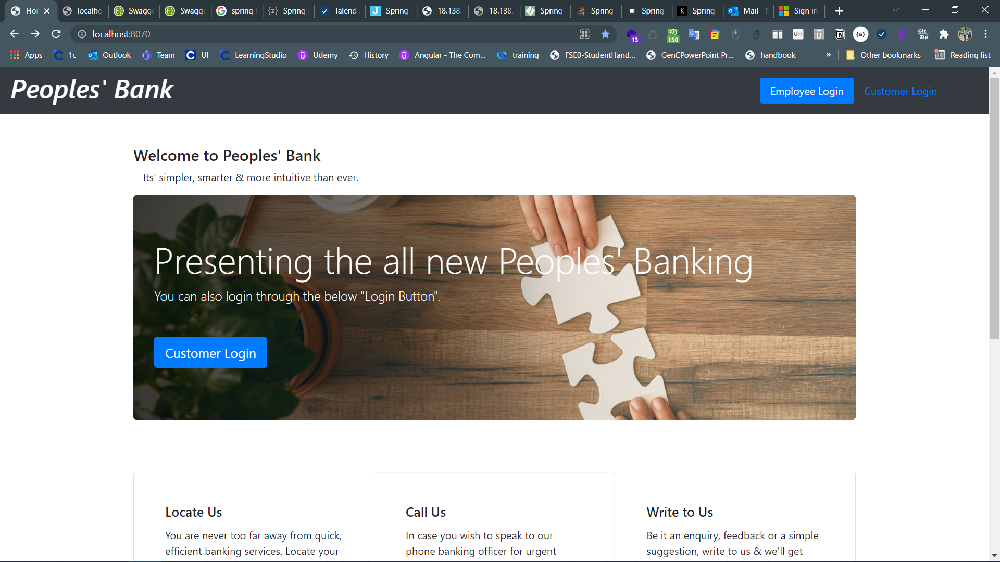 Hor
localho
Swagge
Swagge
spring
Spring
Talend
Spring
18.138.
18.138.
Spring
Spring
Spring
Spring
Mail -
Sign in
localhost:8070
13
150
Git
Zip
Apps
1c
Outlook
Team
UI
LearningStudio
Udemy
History
Angular - The Com...
training
FSE0-StudentHand...
GenCPowerPoint Pr...
handbook
»
Other bookmarks
Reading list
Peoples' Bank
Employee Login
Customer Login
Welcome to Peoples' Bank
Its' simpler, smarter & more intuitive than ever.
Presenting the all new Peoples' Banking
You can also login through the below "Login Button".
Customer Login
Locate Us
You are never too far away from quick,
efficient banking services. Locate your
Call Us
In case you wish to speak to our
phone banking officer for urgent
Write to Us
Be it an enquiry, feedback or a simple
suggestion, write to us & we'll get